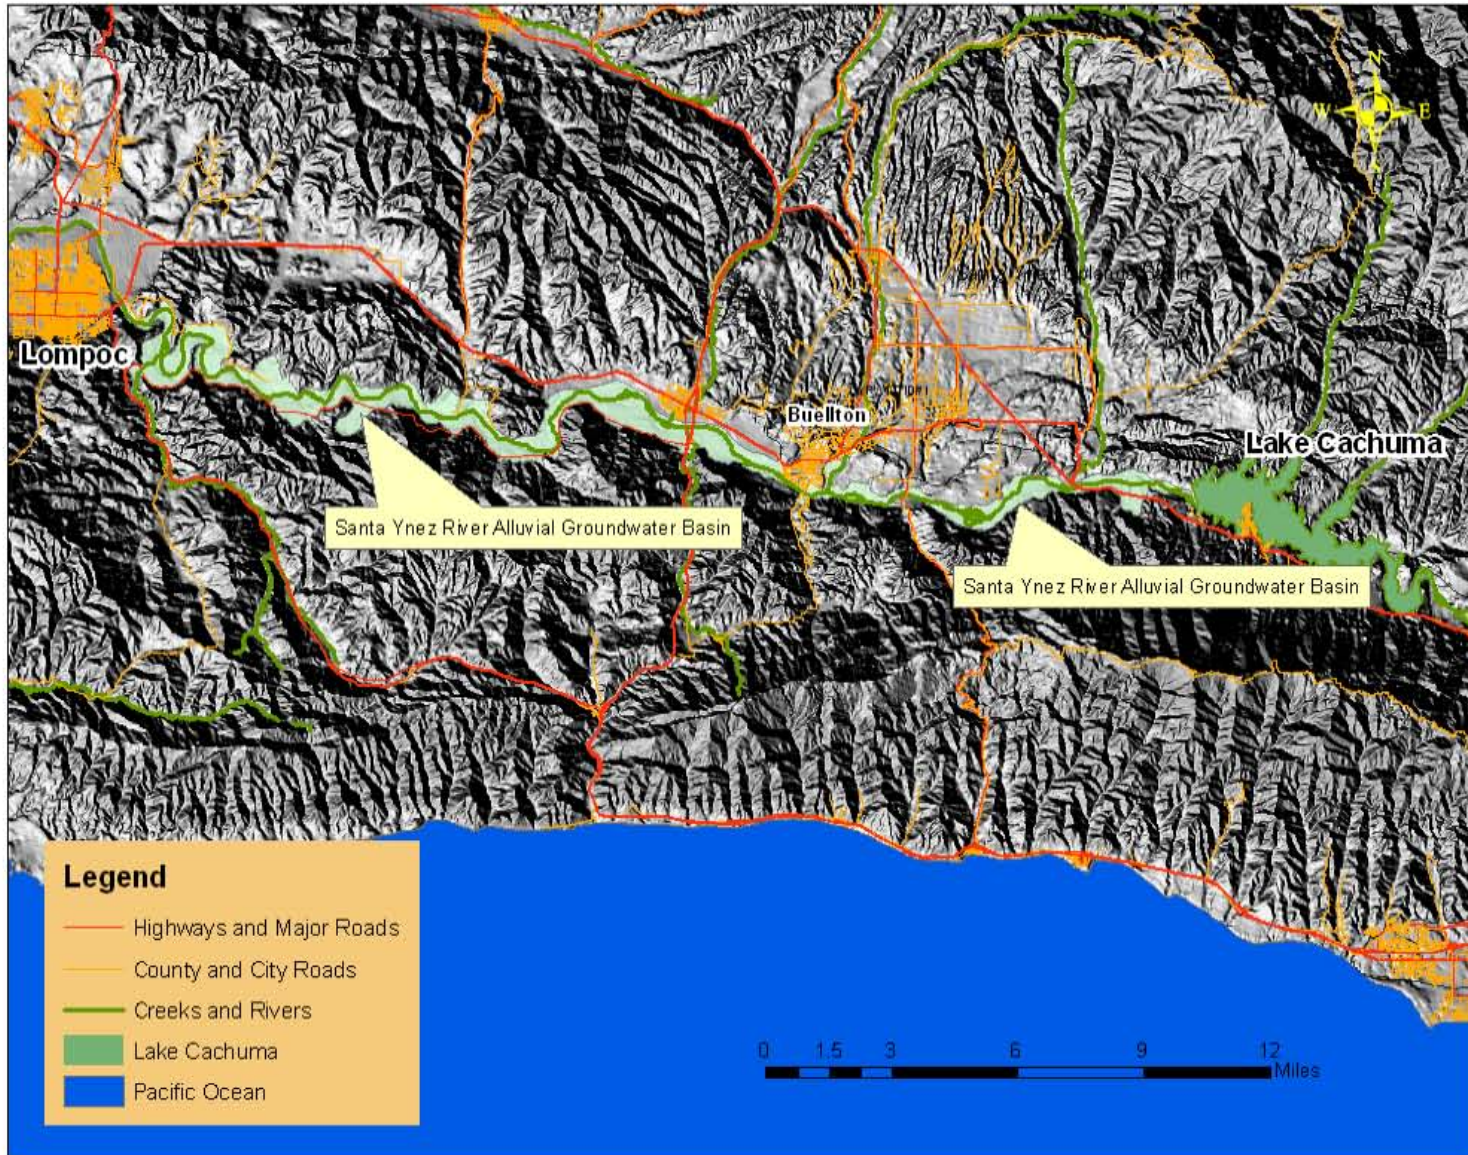 N
W E
S
Lompoc
Buellton
Lake Cachuma
Santa Ynez River Alluvial Groundwater Basin
Santa Ynez River Alluvial Groundwater Basin
Legend
Highways and Major Roads
County and City Roads
Creeks and Rivers
Lake Cachuma
Pacific Ocean
0 1.5 3 6 9 12
Miles